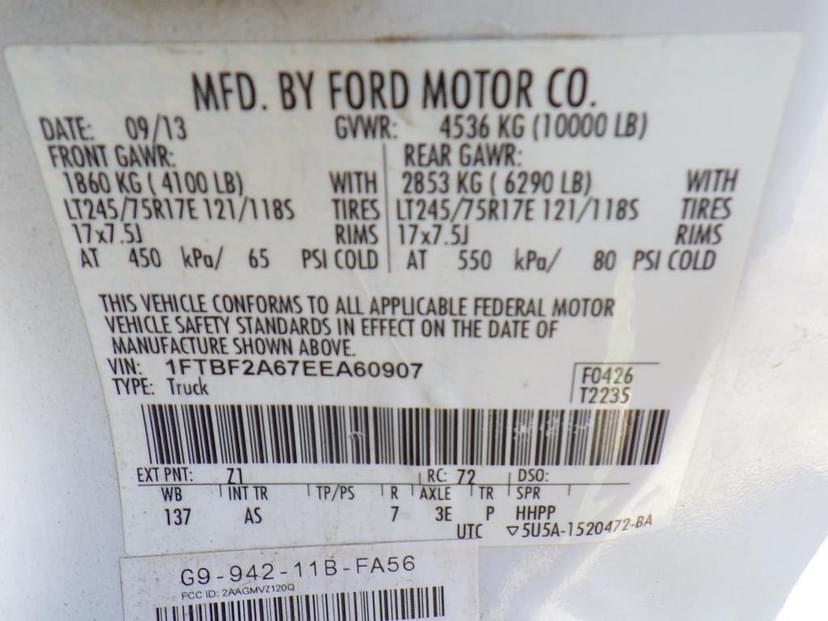 MFD. BY FORD MOTOR CO.
DATE: 09/13 GVWR: 4536 KG (10000 LB)
FRONT GAWR: REAR GAWR:
1860 KG ( 4100 LB) WITH 2853 KG ( 6290 LB) WITH
LT245/75R17E 121/118S TIRES LT245/75R17E 121/118S TIRES
17x7.5J RIMS 17x7.5J RIMS
AT 450 kPa/ 65 PSI COLD AT 550 kPa/ 80 PSI COLD
THIS VEHICLE CONFORMS TO ALL APPLICABLE FEDERAL MOTOR
VEHICLE SAFETY STANDARDS IN EFFECT ON THE DATE OF
MANUFACTURE SHOWN ABOVE.
VIN: 1FTBF2A67EEA60907 F0426
TYPE: Truck T2235
EXT PNT: Z1 RC: 72 DSO:
WB INT TR TP/PS R AXLE TR SPR
137 AS 7 3E P HHPP
UTC ▽5U5A-1520472-BA
G9-942-11B-FA56
FCC ID: 2AAGMVZ120Q